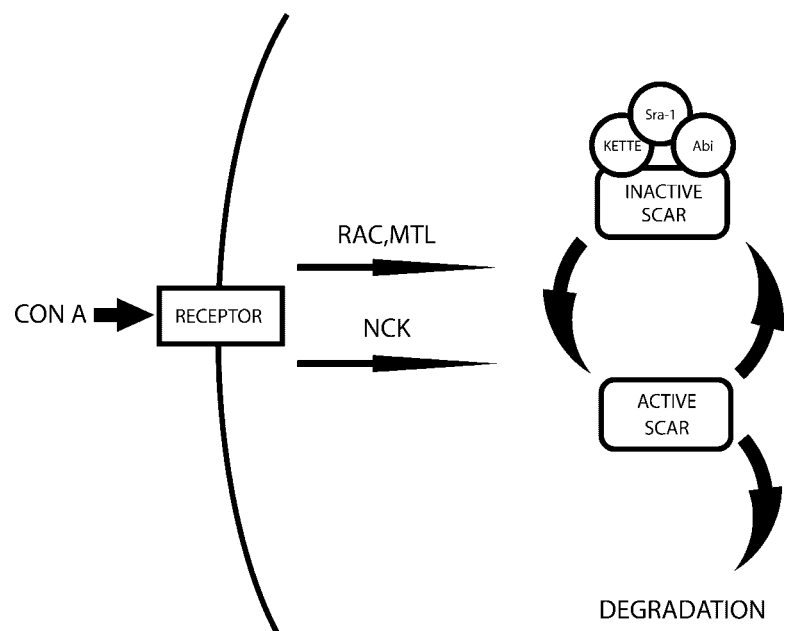 CON A
RECEPTOR
RAC,MTL
NCK
Sra-1
KETTE
Abi
INACTIVE
SCAR
ACTIVE
SCAR
DEGRADATION